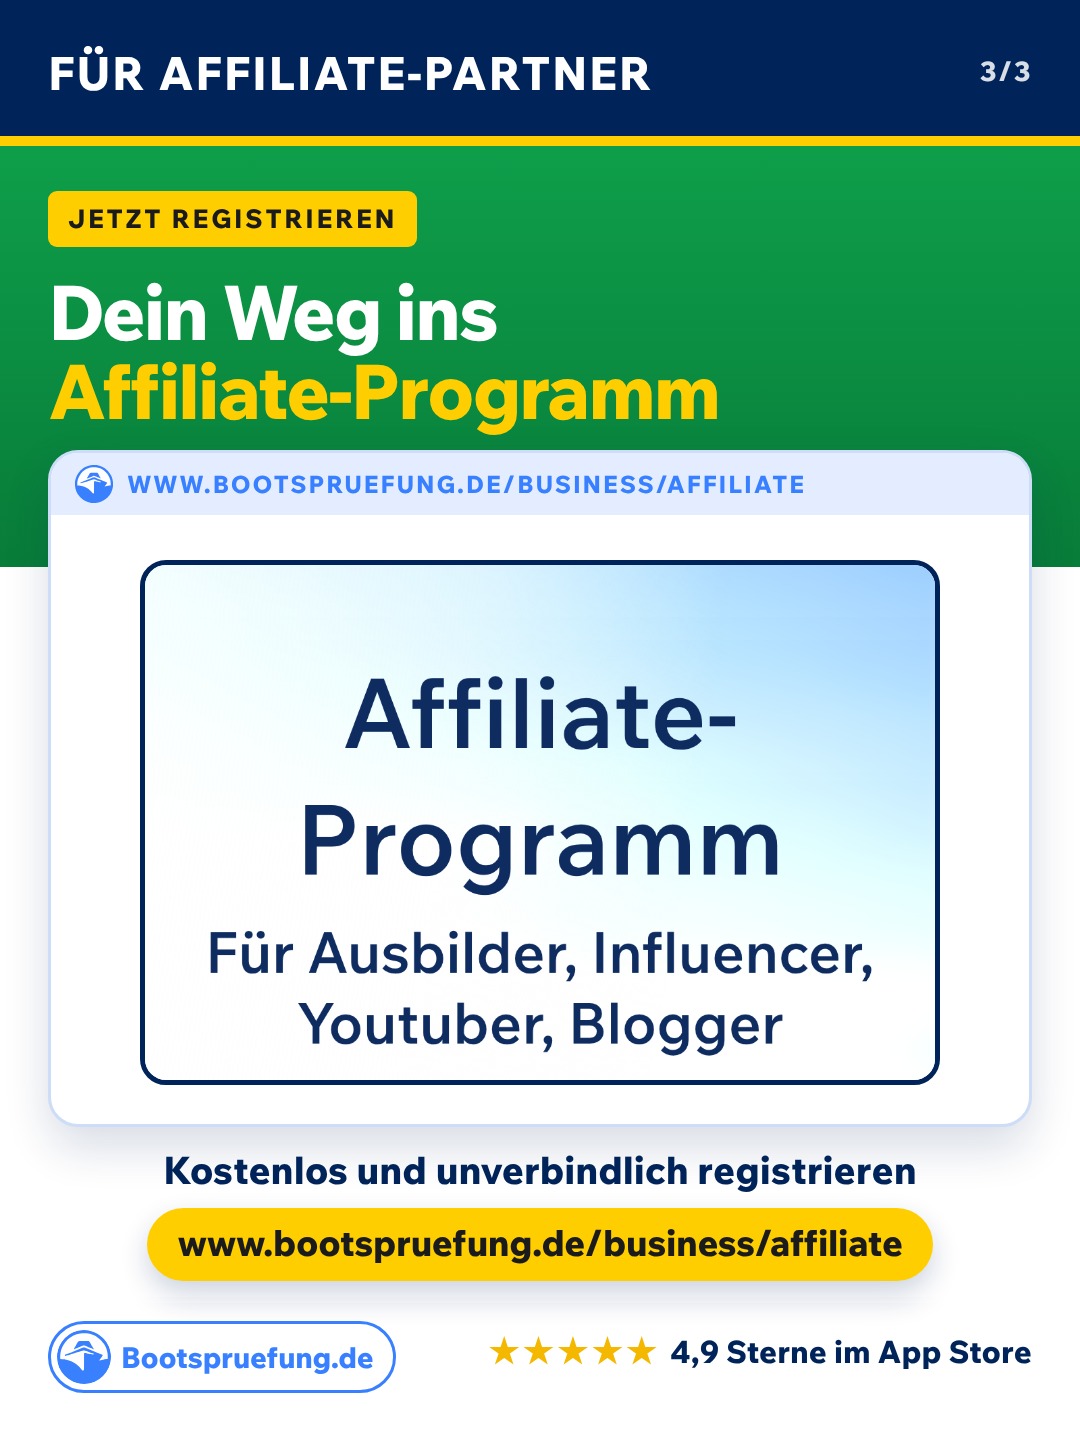 FÜR AFFILIATE-PARTNER
3/3
JETZT REGISTRIEREN
Dein Weg ins
Affiliate-Programm
WWW.BOOTSPRUEFUNG.DE/BUSINESS/AFFILIATE
Affiliate-
Programm
Für Ausbilder, Influencer,
Youtuber, Blogger
Kostenlos und unverbindlich registrieren
www.bootspruefung.de/business/affiliate
Bootspruefung.de
★★★★★ 4,9 Sterne im App Store